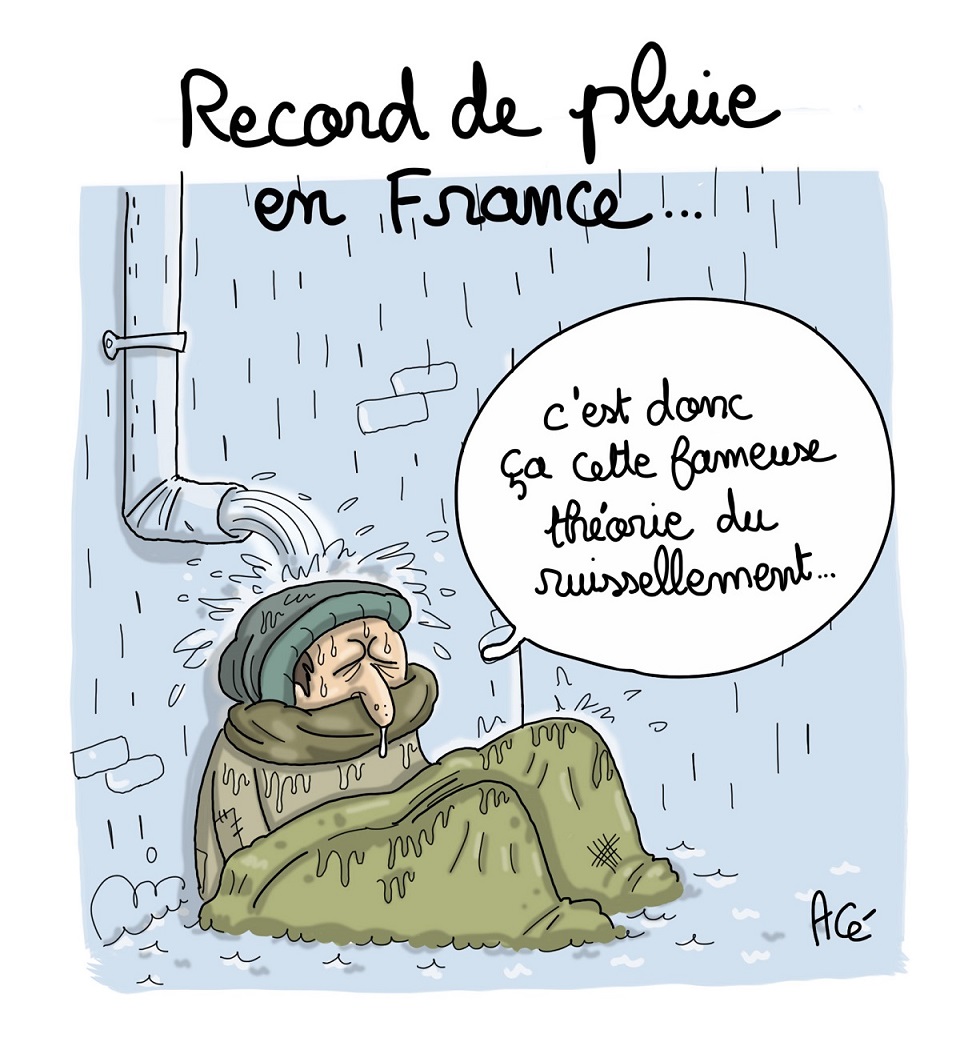 Record de pluie
en France...
c'est donc
ça cette fameuse
théorie du
ruissellement...
ACé